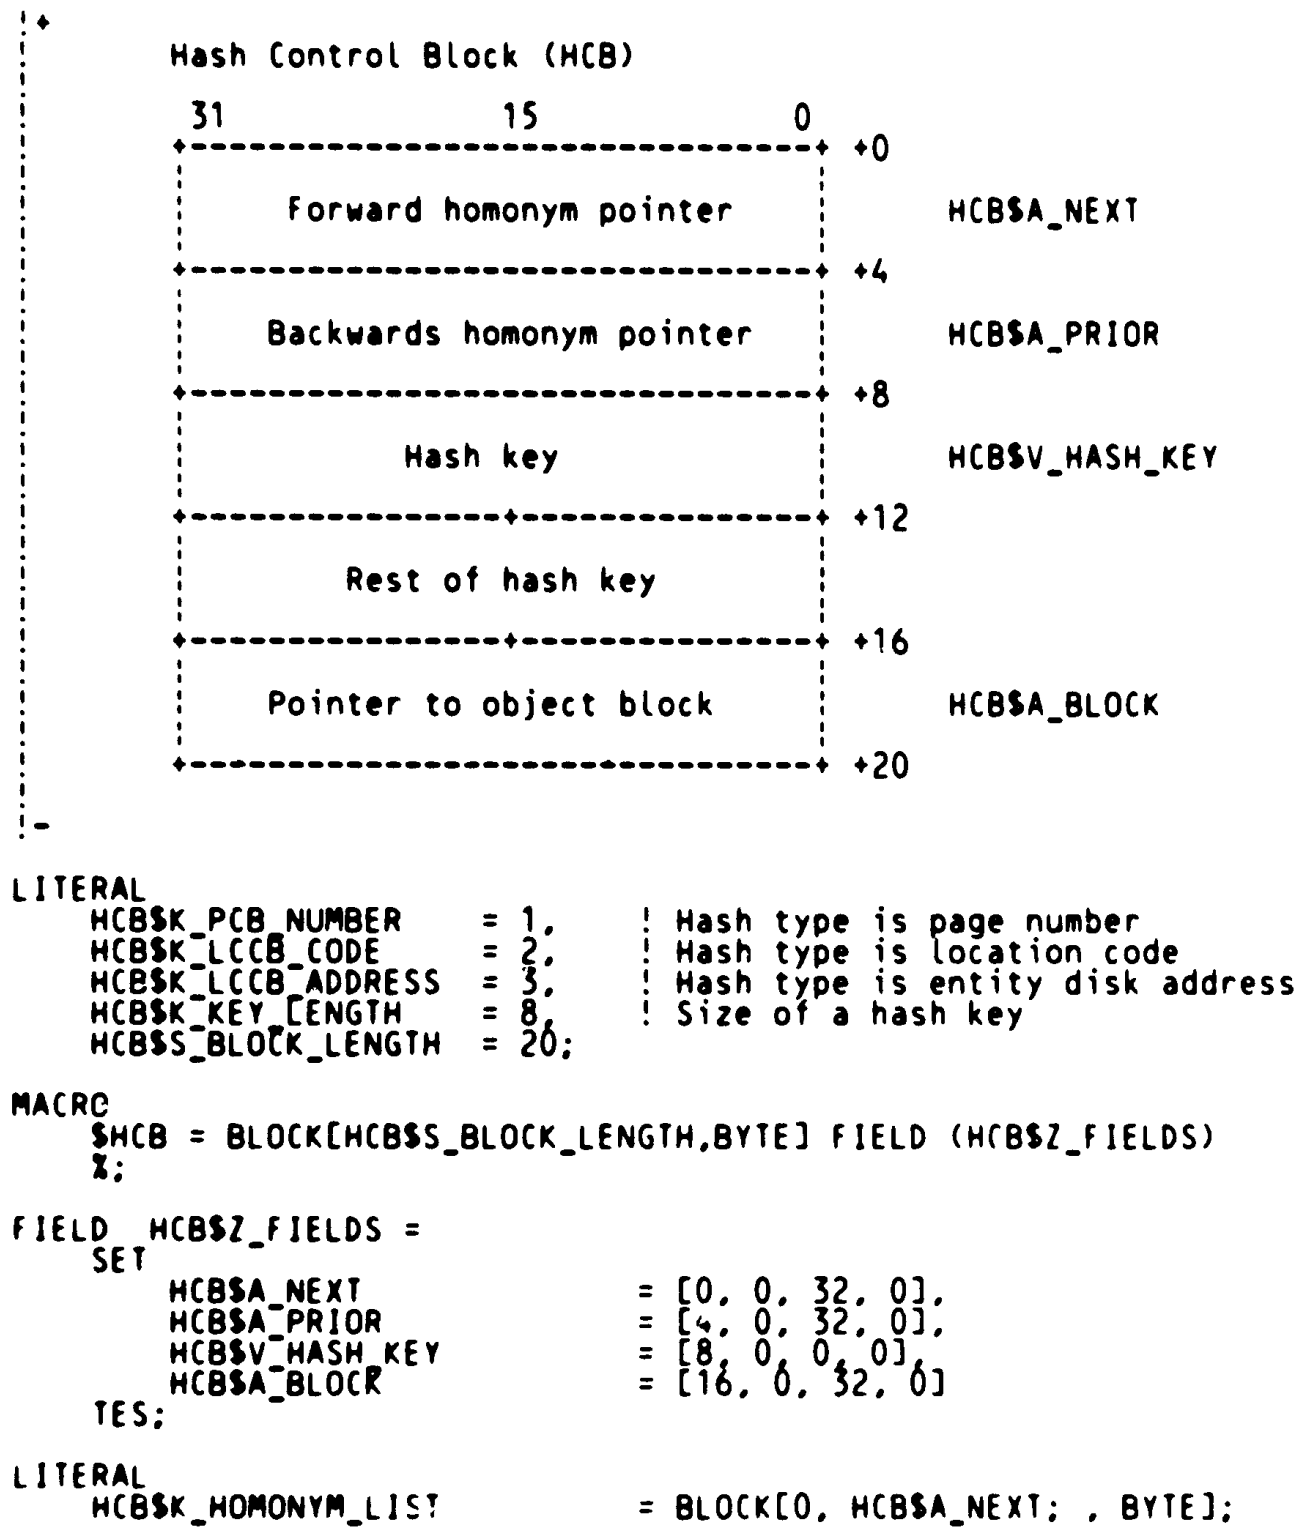 !+
Hash Control Block (HCB)
31 15 0
+-------------------------------+ +0
Forward homonym pointer HCB$A_NEXT
+-------------------------------+ +4
Backwards homonym pointer HCB$A_PRIOR
+-------------------------------+ +8
Hash key HCB$V_HASH_KEY
+---------------+---------------+ +12
Rest of hash key
+---------------+---------------+ +16
Pointer to object block HCB$A_BLOCK
+-------------------------------+ +20
!-
LITERAL
HCB$K_PCB_NUMBER = 1, ! Hash type is page number
HCB$K_LCCB_CODE = 2, ! Hash type is location code
HCB$K_LCCB_ADDRESS = 3, ! Hash type is entity disk address
HCB$K_KEY_LENGTH = 8, ! Size of a hash key
HCB$S_BLOCK_LENGTH = 20;
MACRO
$HCB = BLOCK[HCB$S_BLOCK_LENGTH,BYTE] FIELD (HCB$Z_FIELDS)
%;
FIELD HCB$Z_FIELDS =
SET
HCB$A_NEXT = [0, 0, 32, 0],
HCB$A_PRIOR = [4, 0, 32, 0],
HCB$V_HASH_KEY = [8, 0, 0, 0],
HCB$A_BLOCK = [16, 0, 32, 0]
TES;
LITERAL
HCB$K_HOMONYM_LIST = BLOCK[0, HCB$A_NEXT; , BYTE];